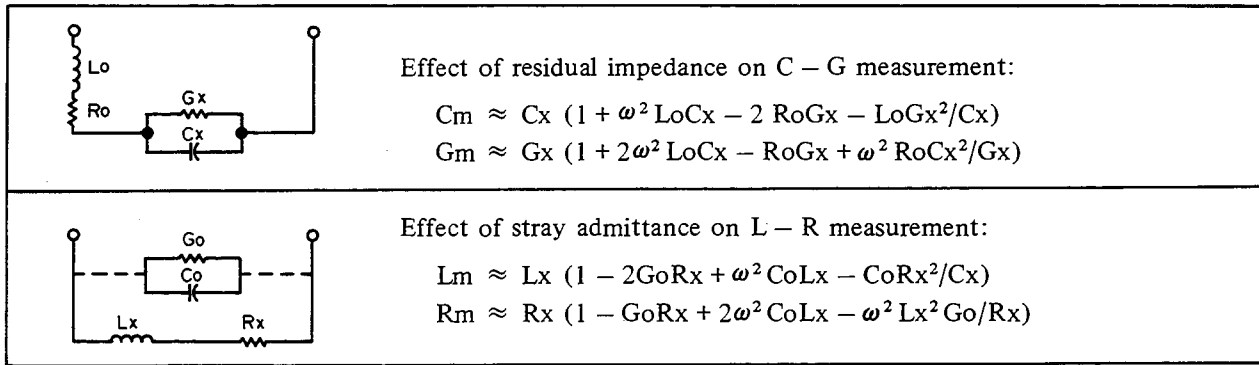 Lo
Ro
Gx
Cx
Effect of residual impedance on C – G measurement:
Cm ≈ Cx (1 + ω² LoCx – 2 RoGx – LoGx²/Cx)
Gm ≈ Gx (1 + 2ω² LoCx – RoGx + ω² RoCx²/Gx)
Go
Co
Lx Rx
Effect of stray admittance on L – R measurement:
Lm ≈ Lx (1 – 2GoRx + ω² CoLx – CoRx²/Cx)
Rm ≈ Rx (1 – GoRx + 2ω² CoLx – ω² Lx² Go/Rx)